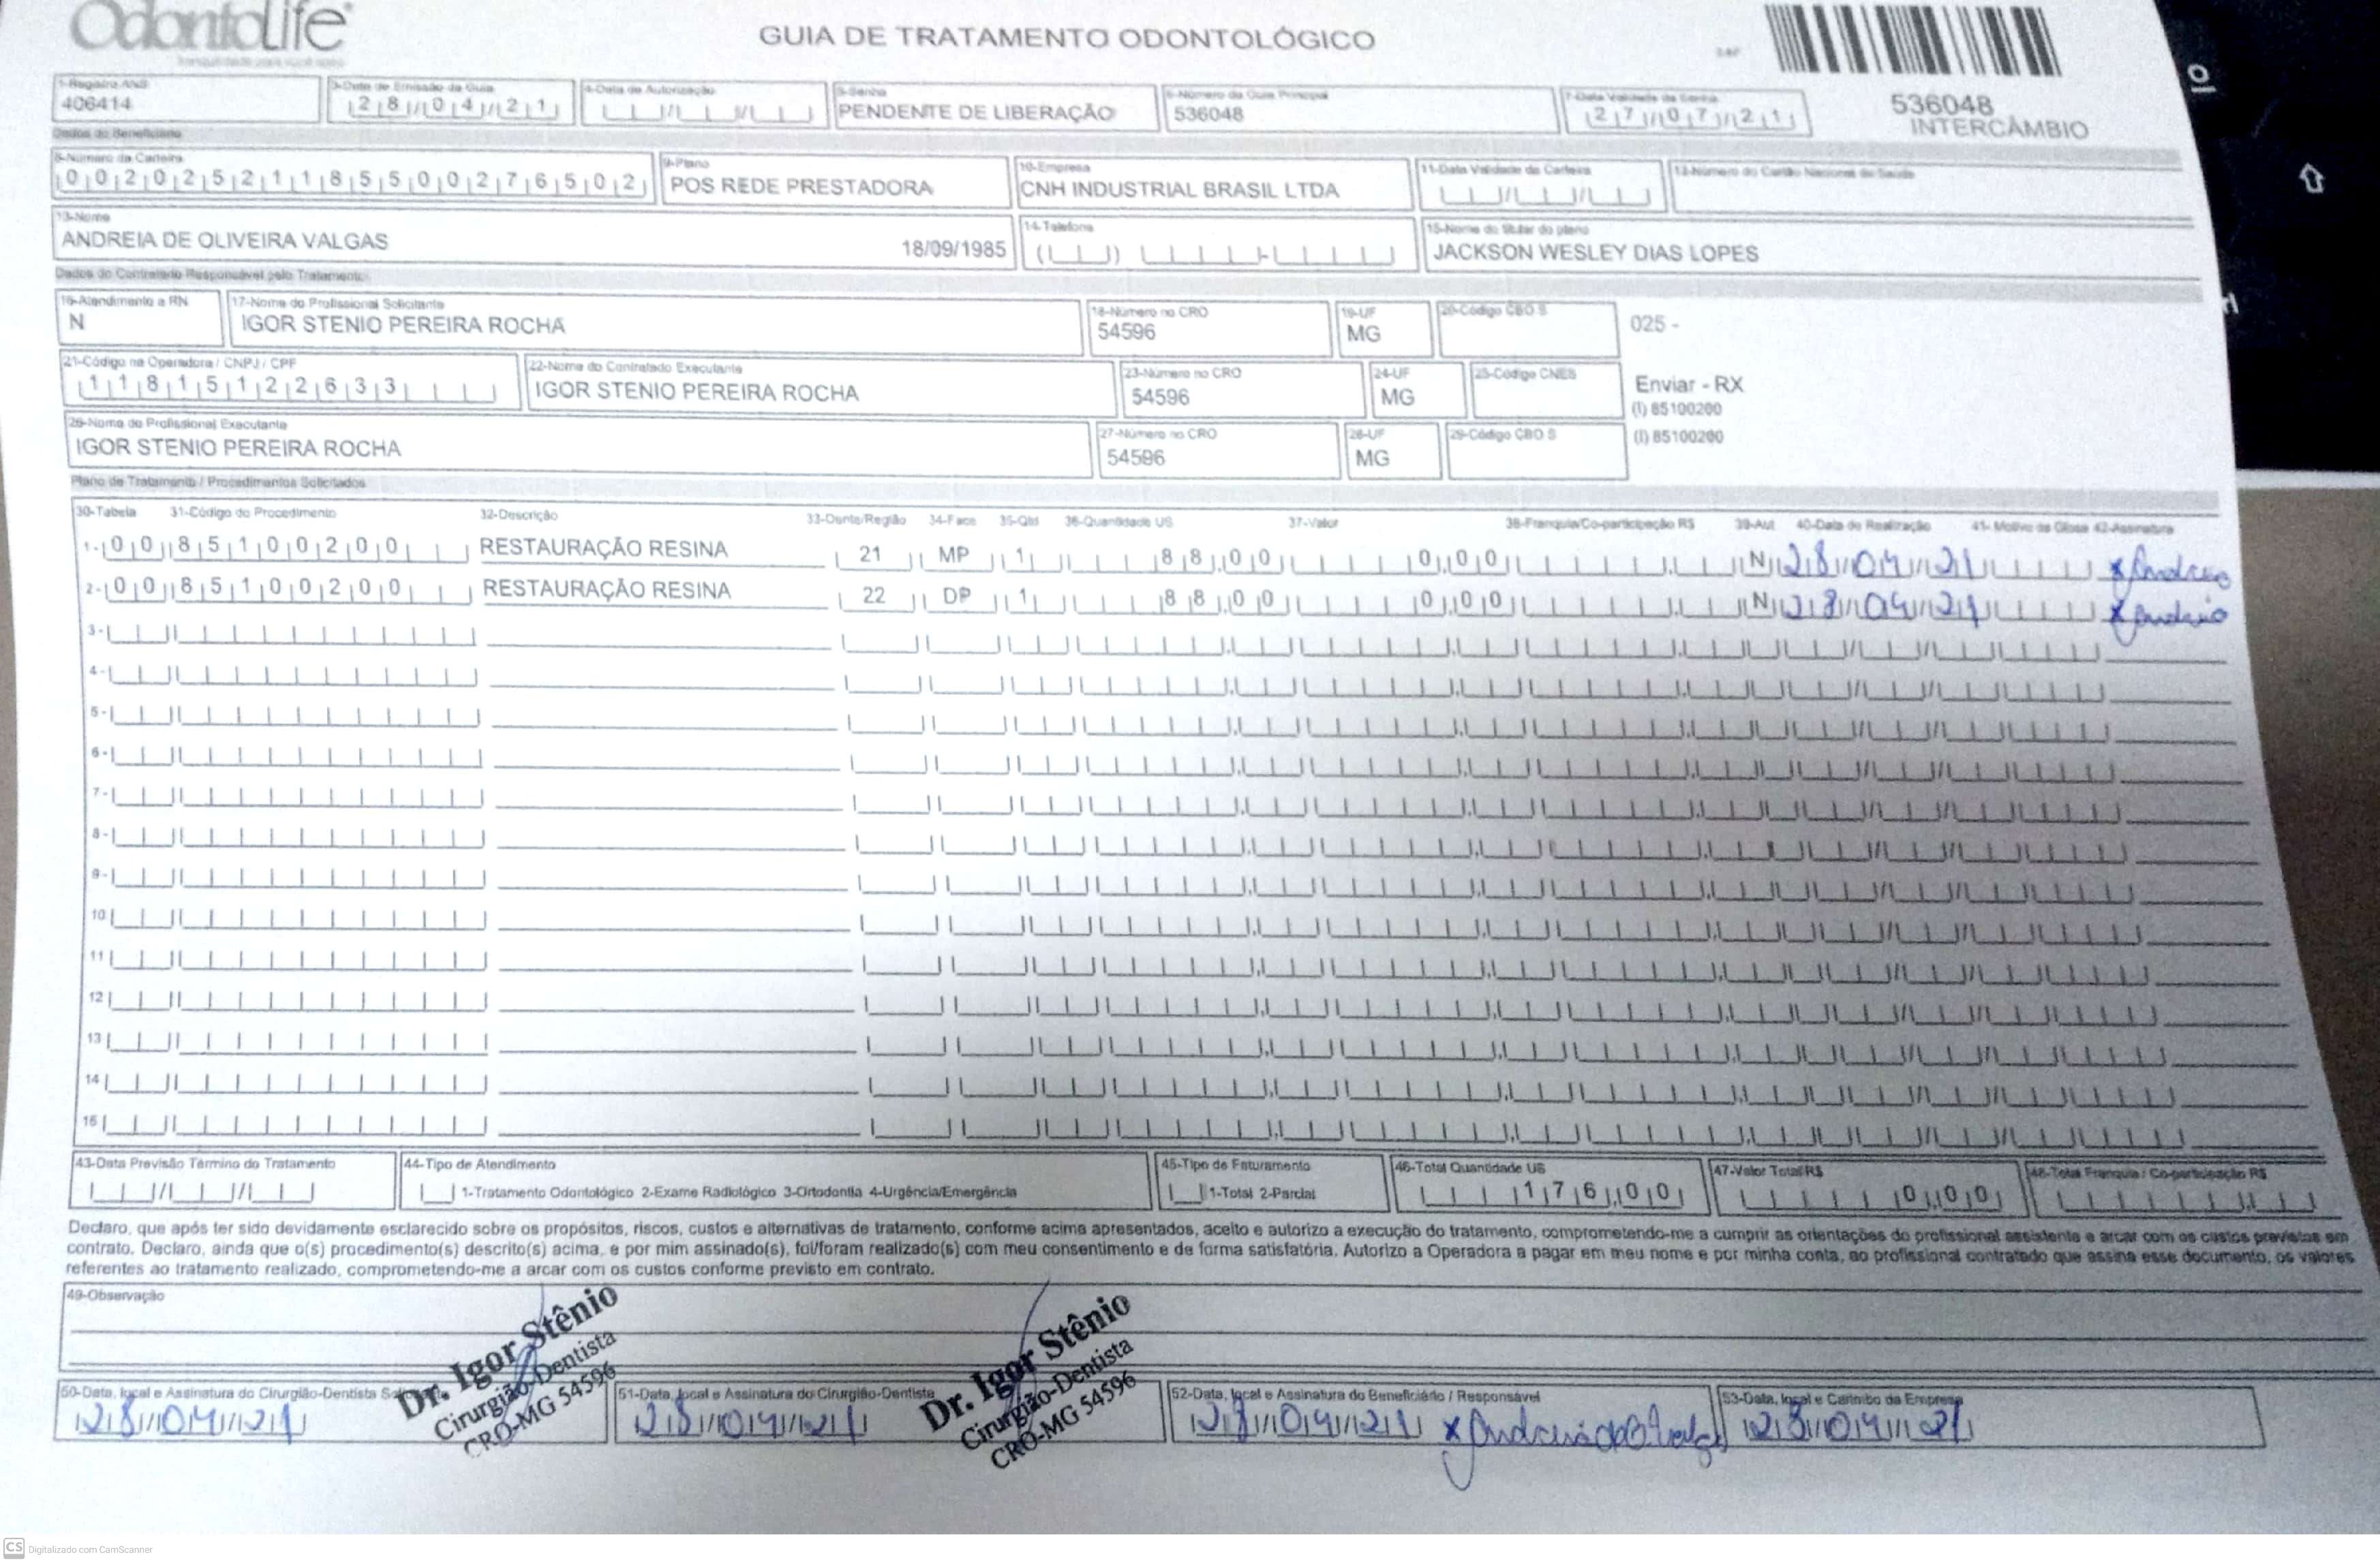 OdontoLife
GUIA DE TRATAMENTO ODONTOLÓGICO
536048
INTERCÂMBIO
1-Registro ANS
406414
3-Data de Emissão da Guia
28/04/21
4-Data de Autorização
5-Senha
PENDENTE DE LIBERAÇÃO
6-Número da Guia Principal
536048
7-Data Validade da Senha
27/07/21
Dados do Beneficiário
8-Número da Carteira
00202521185500276502
9-Plano
POS REDE PRESTADORA
10-Empresa
CNH INDUSTRIAL BRASIL LTDA
11-Data Validade da Carteira
12-Número do Cartão Nacional de Saúde
13-Nome
ANDREIA DE OLIVEIRA VALGAS 18/09/1985
14-Telefone
15-Nome do titular do plano
JACKSON WESLEY DIAS LOPES
Dados do Contratado Responsável pelo Tratamento
16-Atendimento a RN
N
17-Nome do Profissional Solicitante
IGOR STENIO PEREIRA ROCHA
18-Número no CRO
54596
19-UF
MG
20-Código CBO S
025 -
21-Código na Operadora / CNPJ / CPF
11815122633
22-Nome do Contratado Executante
IGOR STENIO PEREIRA ROCHA
23-Número no CRO
54596
24-UF
MG
25-Código CNES
Enviar - RX
(I) 85100200
(I) 85100200
26-Nome do Profissional Executante
IGOR STENIO PEREIRA ROCHA
27-Número no CRO
54596
28-UF
MG
29-Código CBO S
Plano de Tratamento / Procedimentos Solicitados
30-Tabela 31-Código do Procedimento 32-Descrição 33-Dente/Região 34-Face 35-Qtd 36-Quantidade US 37-Valor 38-Franquia/Co-participação R$ 39-Aut 40-Data de Realização 41-Motivo da Glosa 42-Assinatura
1- 00 85100200 RESTAURAÇÃO RESINA 21 MP 1 88,00 0,00 N 28/04/21 x Andreia
2- 00 85100200 RESTAURAÇÃO RESINA 22 DP 1 88,00 0,00 N 28/04/21 x Andreia
3-
4-
5-
6-
7-
8-
9-
10
11
12
13
14
15
43-Data Previsão Término do Tratamento
44-Tipo de Atendimento
1-Tratamento Odontológico 2-Exame Radiológico 3-Ortodontia 4-Urgência/Emergência
45-Tipo de Faturamento
1-Total 2-Parcial
46-Total Quantidade US
176,00
47-Valor Total R$
0,00
48-Total Franquia / Co-participação R$
Declaro, que após ter sido devidamente esclarecido sobre os propósitos, riscos, custos e alternativas de tratamento, conforme acima apresentados, aceito e autorizo a execução do tratamento, comprometendo-me a cumprir as orientações do profissional assistente e arcar com os custos previstos em
contrato. Declaro, ainda que o(s) procedimento(s) descrito(s) acima, e por mim assinado(s), fui/foram realizado(s) com meu consentimento e de forma satisfatória. Autorizo a Operadora a pagar em meu nome e por minha conta, ao profissional contratado que assina esse documento, os valores
referentes ao tratamento realizado, comprometendo-me a arcar com os custos conforme previsto em contrato.
49-Observação
50-Data, local e Assinatura do Cirurgião-Dentista
28/04/21
Dr. Igor Stênio
Cirurgião-Dentista
CRO-MG 54596
51-Data, local e Assinatura do Cirurgião-Dentista
28/04/21
Dr. Igor Stênio
Cirurgião-Dentista
CRO-MG 54596
52-Data, local e Assinatura do Beneficiário / Responsável
28/04/21 x Andreia de O. Valgas
53-Data, local e Carimbo da Empresa
28/04/21
CS Digitalizado com CamScanner